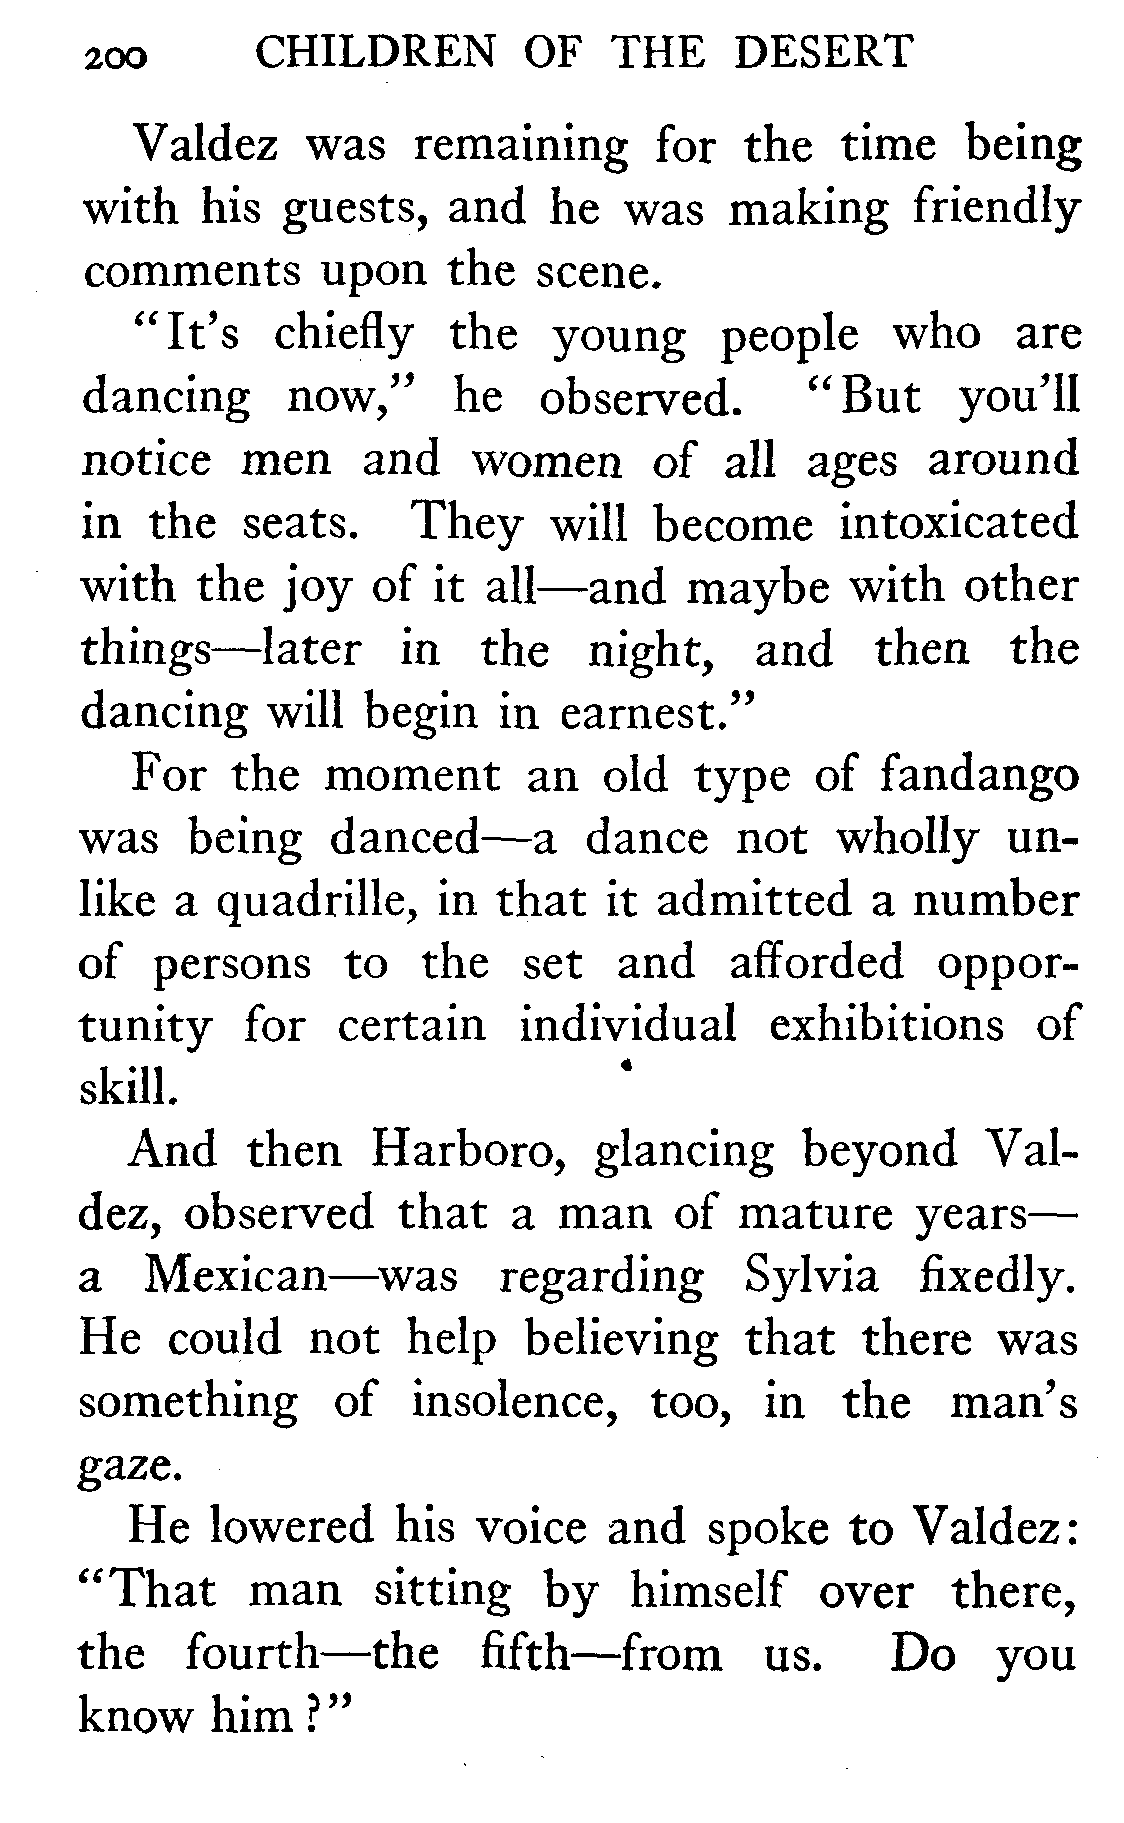 200 CHILDREN OF THE DESERT
Valdez was remaining for the time being
with his guests, and he was making friendly
comments upon the scene.
“It’s chiefly the young people who are
dancing now,” he observed. “But you’ll
notice men and women of all ages around
in the seats. They will become intoxicated
with the joy of it all—and maybe with other
things—later in the night, and then the
dancing will begin in earnest.”
For the moment an old type of fandango
was being danced—a dance not wholly un-
like a quadrille, in that it admitted a number
of persons to the set and afforded oppor-
tunity for certain individual exhibitions of
skill.
And then Harboro, glancing beyond Val-
dez, observed that a man of mature years—
a Mexican—was regarding Sylvia fixedly.
He could not help believing that there was
something of insolence, too, in the man’s
gaze.
He lowered his voice and spoke to Valdez:
“That man sitting by himself over there,
the fourth—the fifth—from us. Do you
know him?”